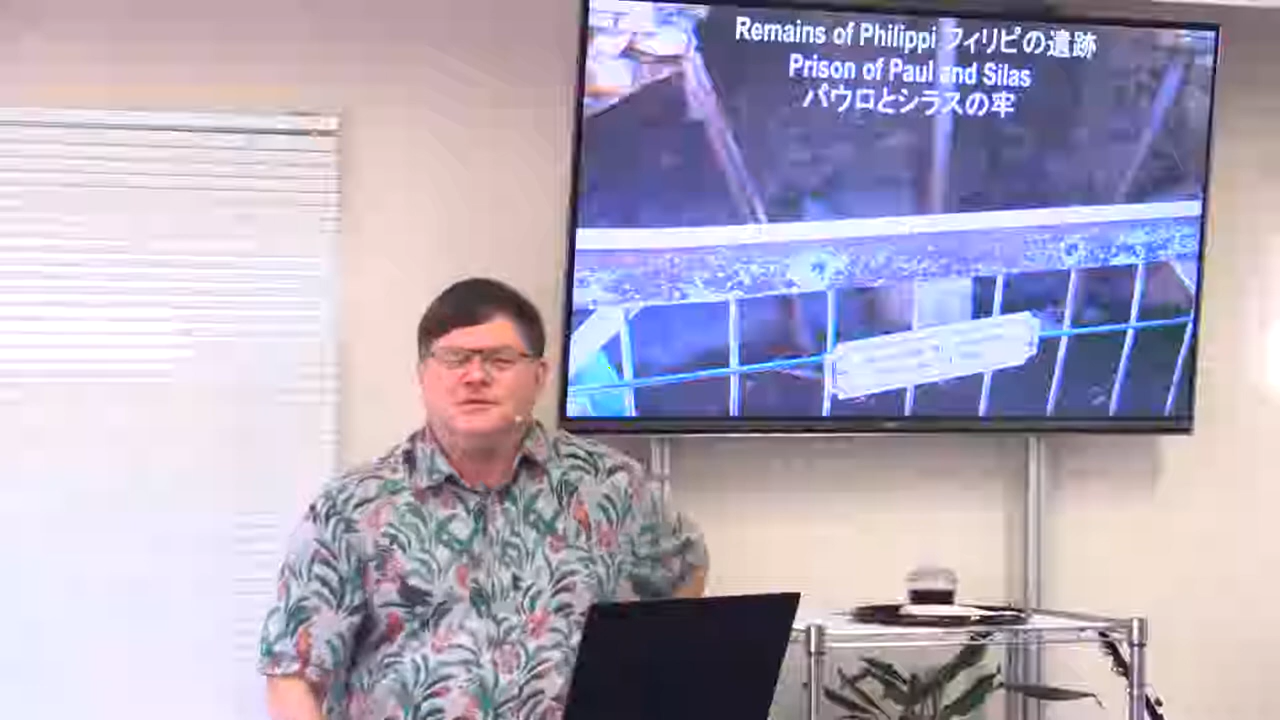 Remains of Philippi フィリピの遺跡
Prison of Paul and Silas
パウロとシラスの牢